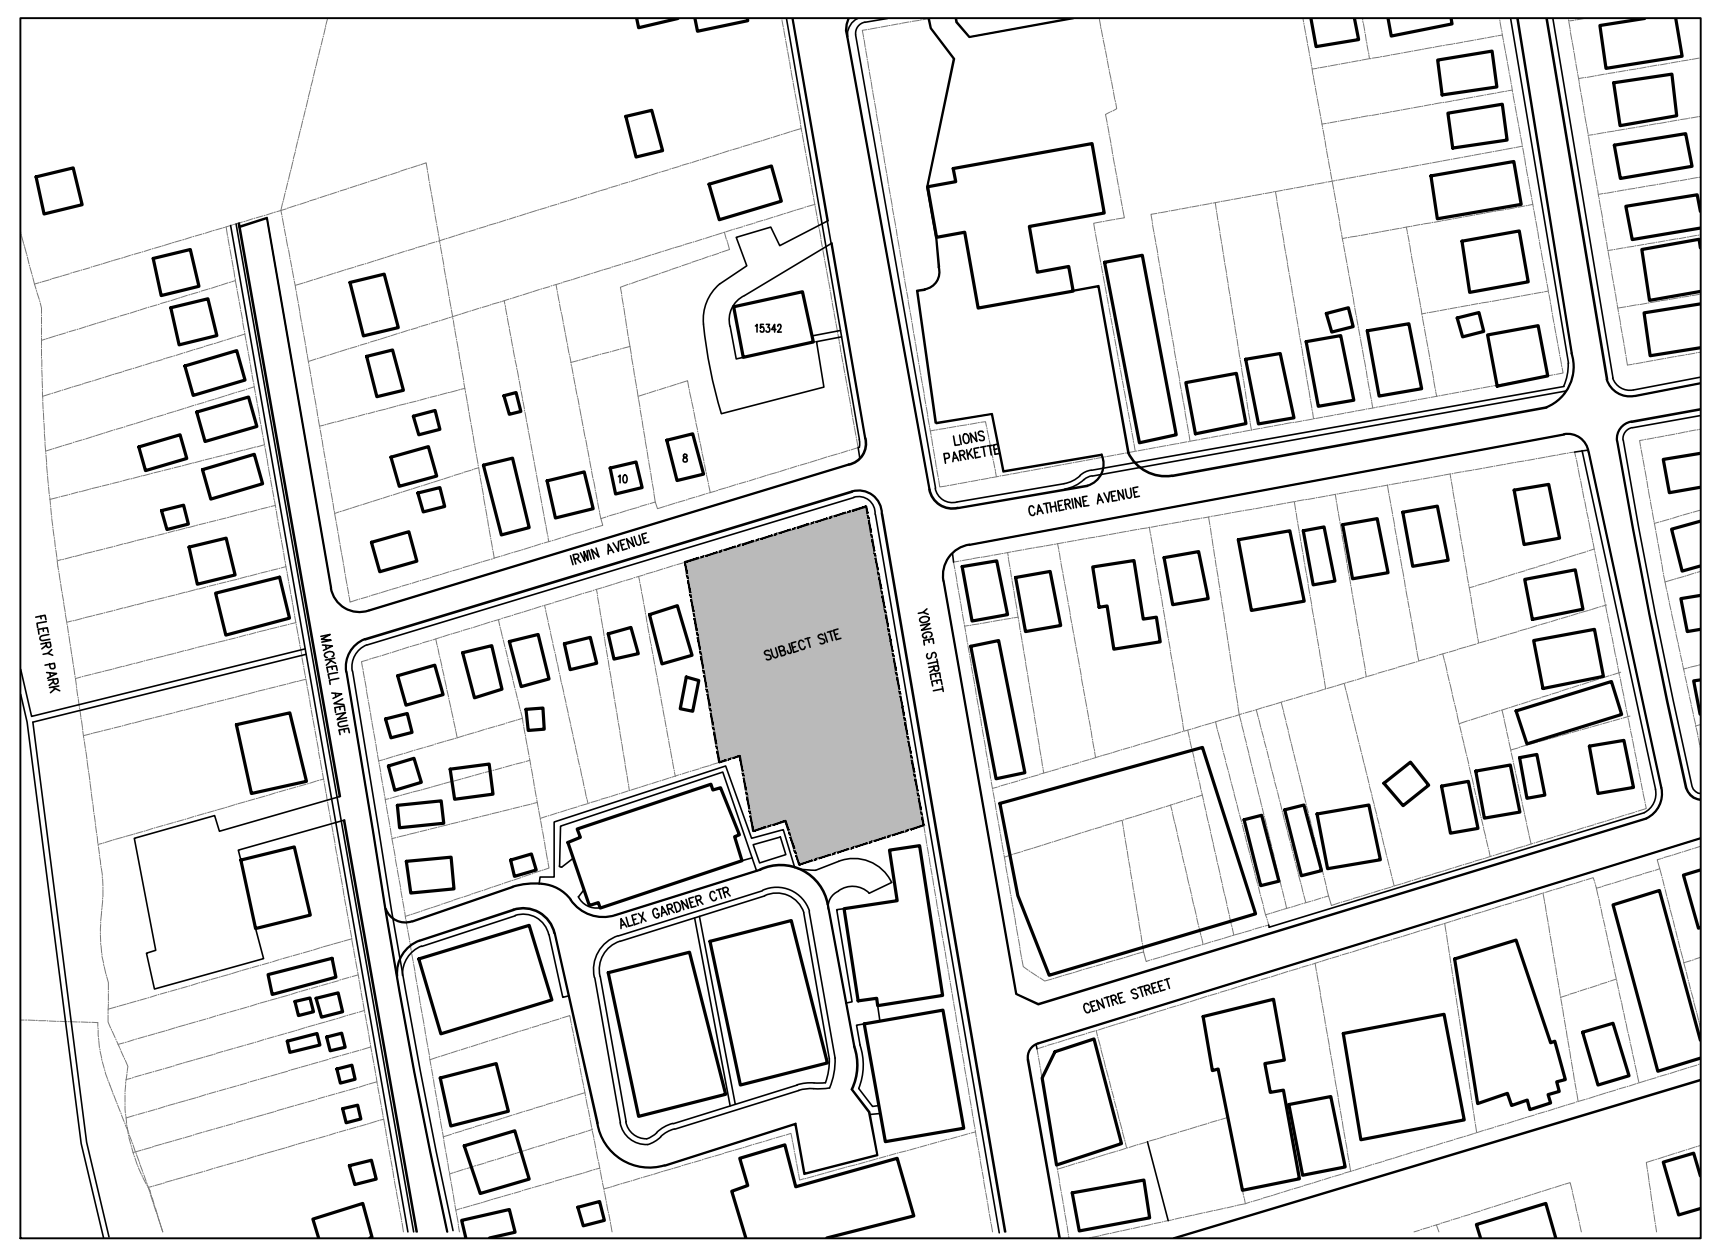 15342
LIONS
PARKETTE
8
10
CATHERINE AVENUE
IRWIN AVENUE
SUBJECT SITE
YONGE STREET
FLEURY PARK
MACKELL AVENUE
ALEX GARDNER CTR
CENTRE STREET